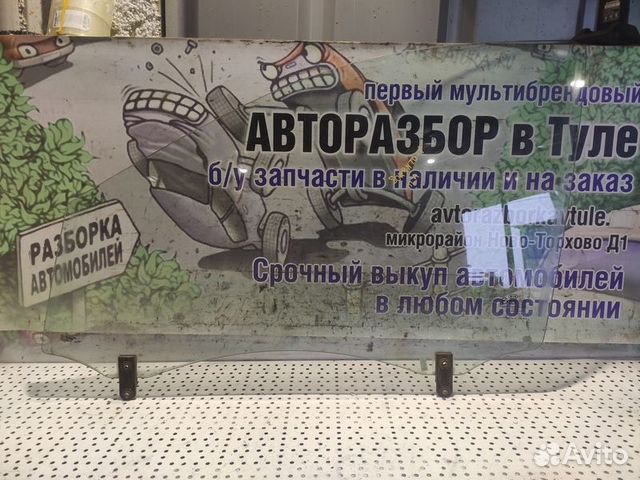 первый мультибрендовый
АВТОРАЗБОР в Туле
б/у запчасти в наличии и на заказ
avtorazborkavtule.
микрорайон Ново-Торхово Д1
Срочный выкуп автомобилей
в любом состоянии
РАЗБОРКА
АВТОМОБИЛЕЙ
Avito